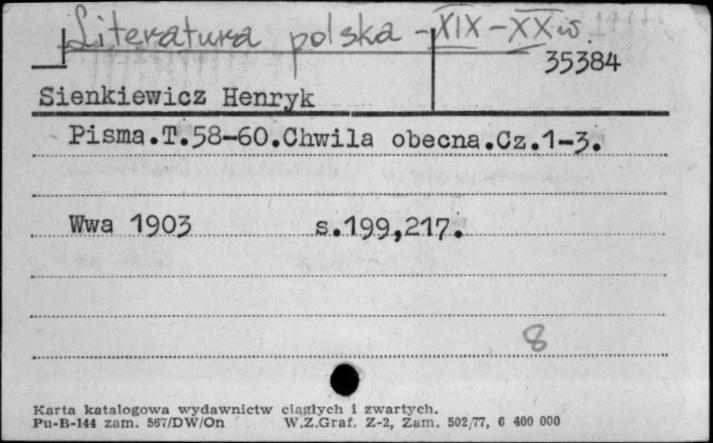 Literatura polska - XIX-XX w.
35384
Sienkiewicz Henryk
Pisma.T.58-60.Chwila obecna.Cz.1-3.
Wwa 1903 s.199,217.
8
Karta katalogowa wydawnictw ciągłych i zwartych.
Pu-B-144 zam. 567/DW/On W.Z.Graf. Z-2, Zam. 502/77, 6 400 000